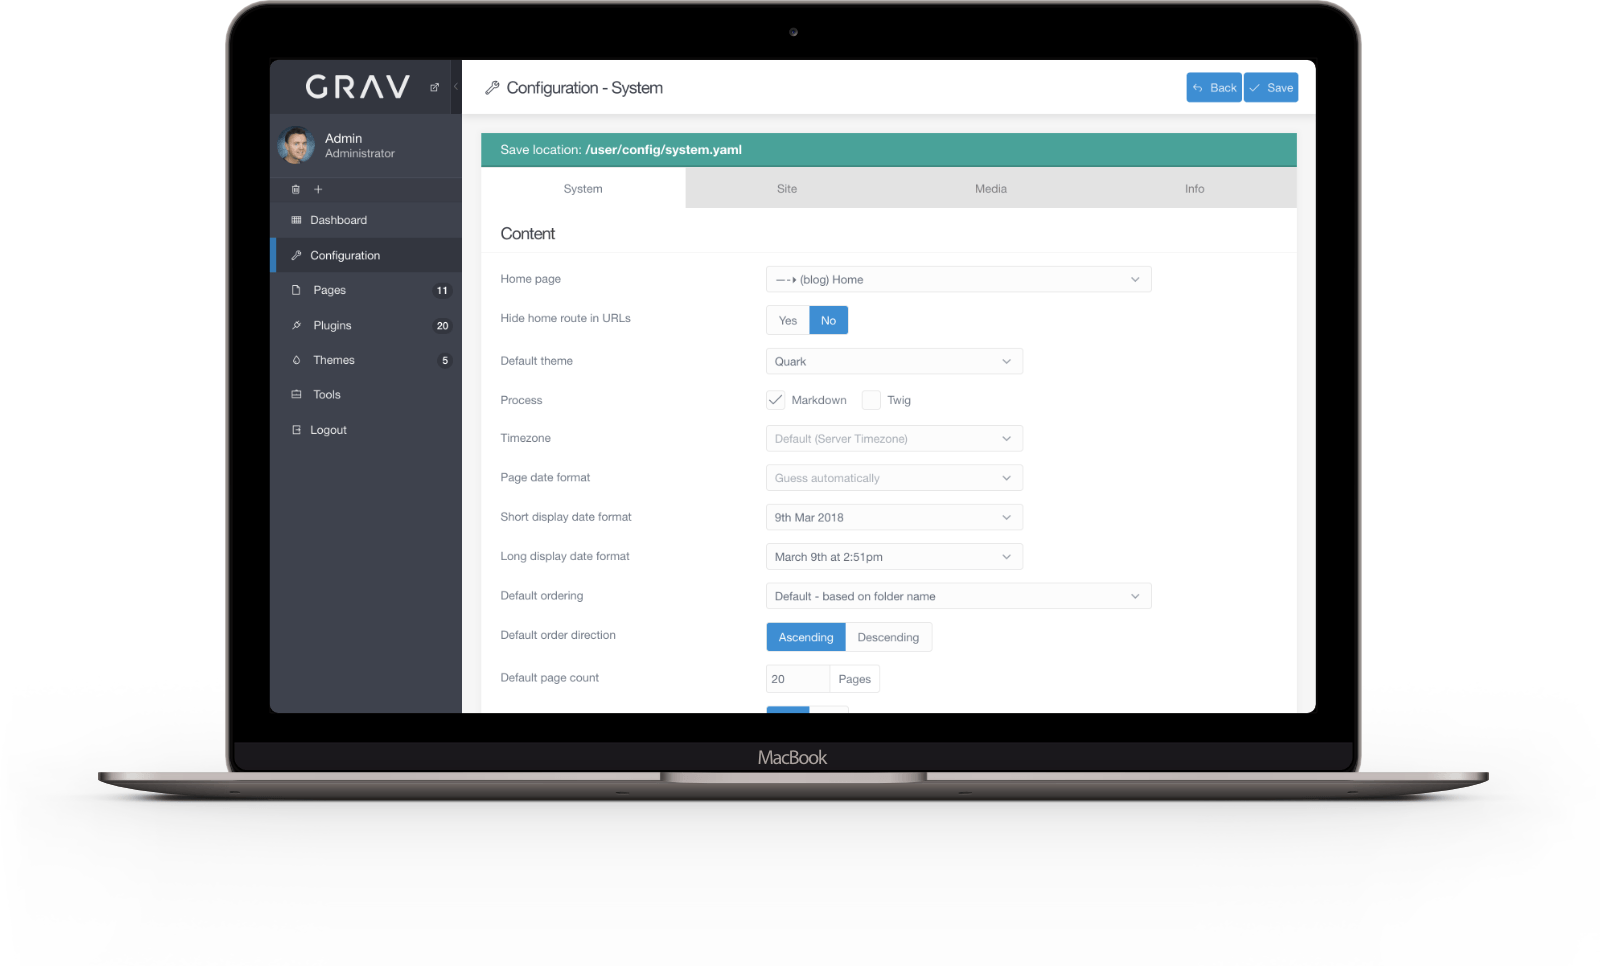 GRAV
Configuration - System
Back
Save
Admin
Administrator
Save location: /user/config/system.yaml
System
Site
Media
Info
Dashboard
Configuration
Pages 11
Plugins 20
Themes 5
Tools
Logout
Content
Home page
(blog) Home
Hide home route in URLs
Yes No
Default theme
Quark
Process
Markdown Twig
Timezone
Default (Server Timezone)
Page date format
Guess automatically
Short display date format
9th Mar 2018
Long display date format
March 9th at 2:51pm
Default ordering
Default - based on folder name
Default order direction
Ascending Descending
Default page count
20 Pages
MacBook